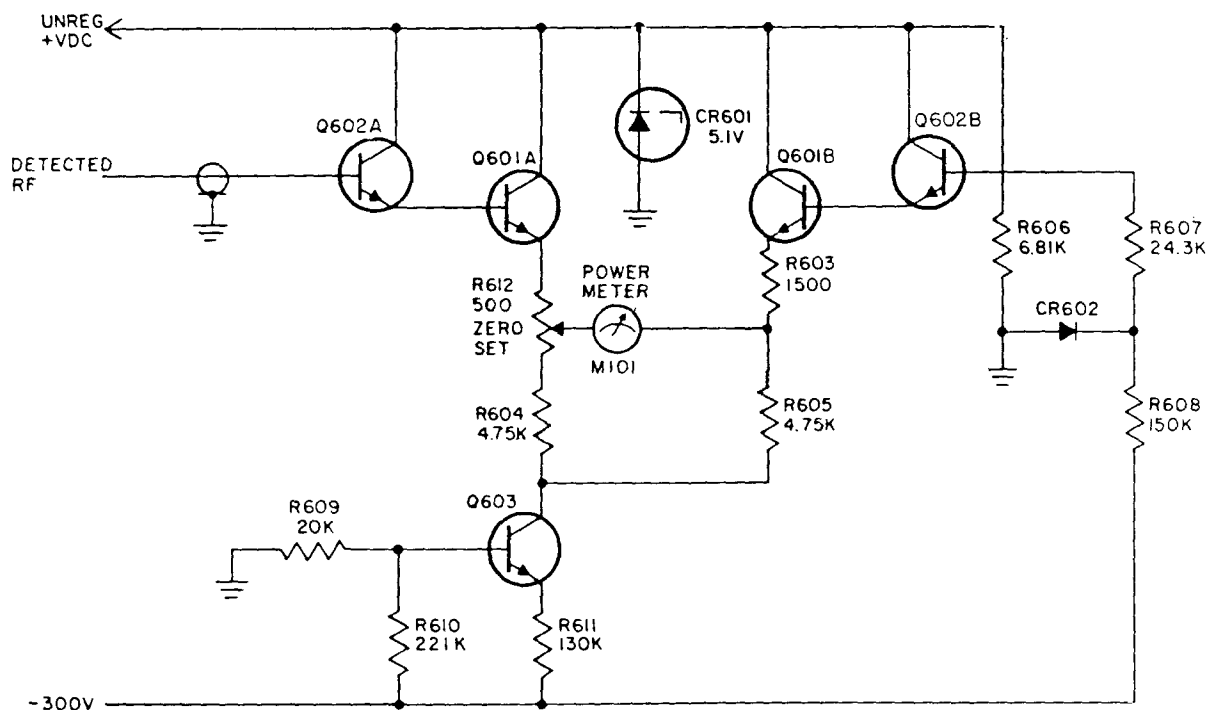 UNREG
+VDC
Q602A
Q601A
CR601
5.1V
Q602B
Q601B
DETECTED
RF
R606
6.81K
R607
24.3K
R603
1500
R612
500
ZERO
SET
POWER
METER
M101
CR602
R604
4.75K
R605
4.75K
R608
150K
Q603
R609
20K
R610
221K
R611
130K
-300V